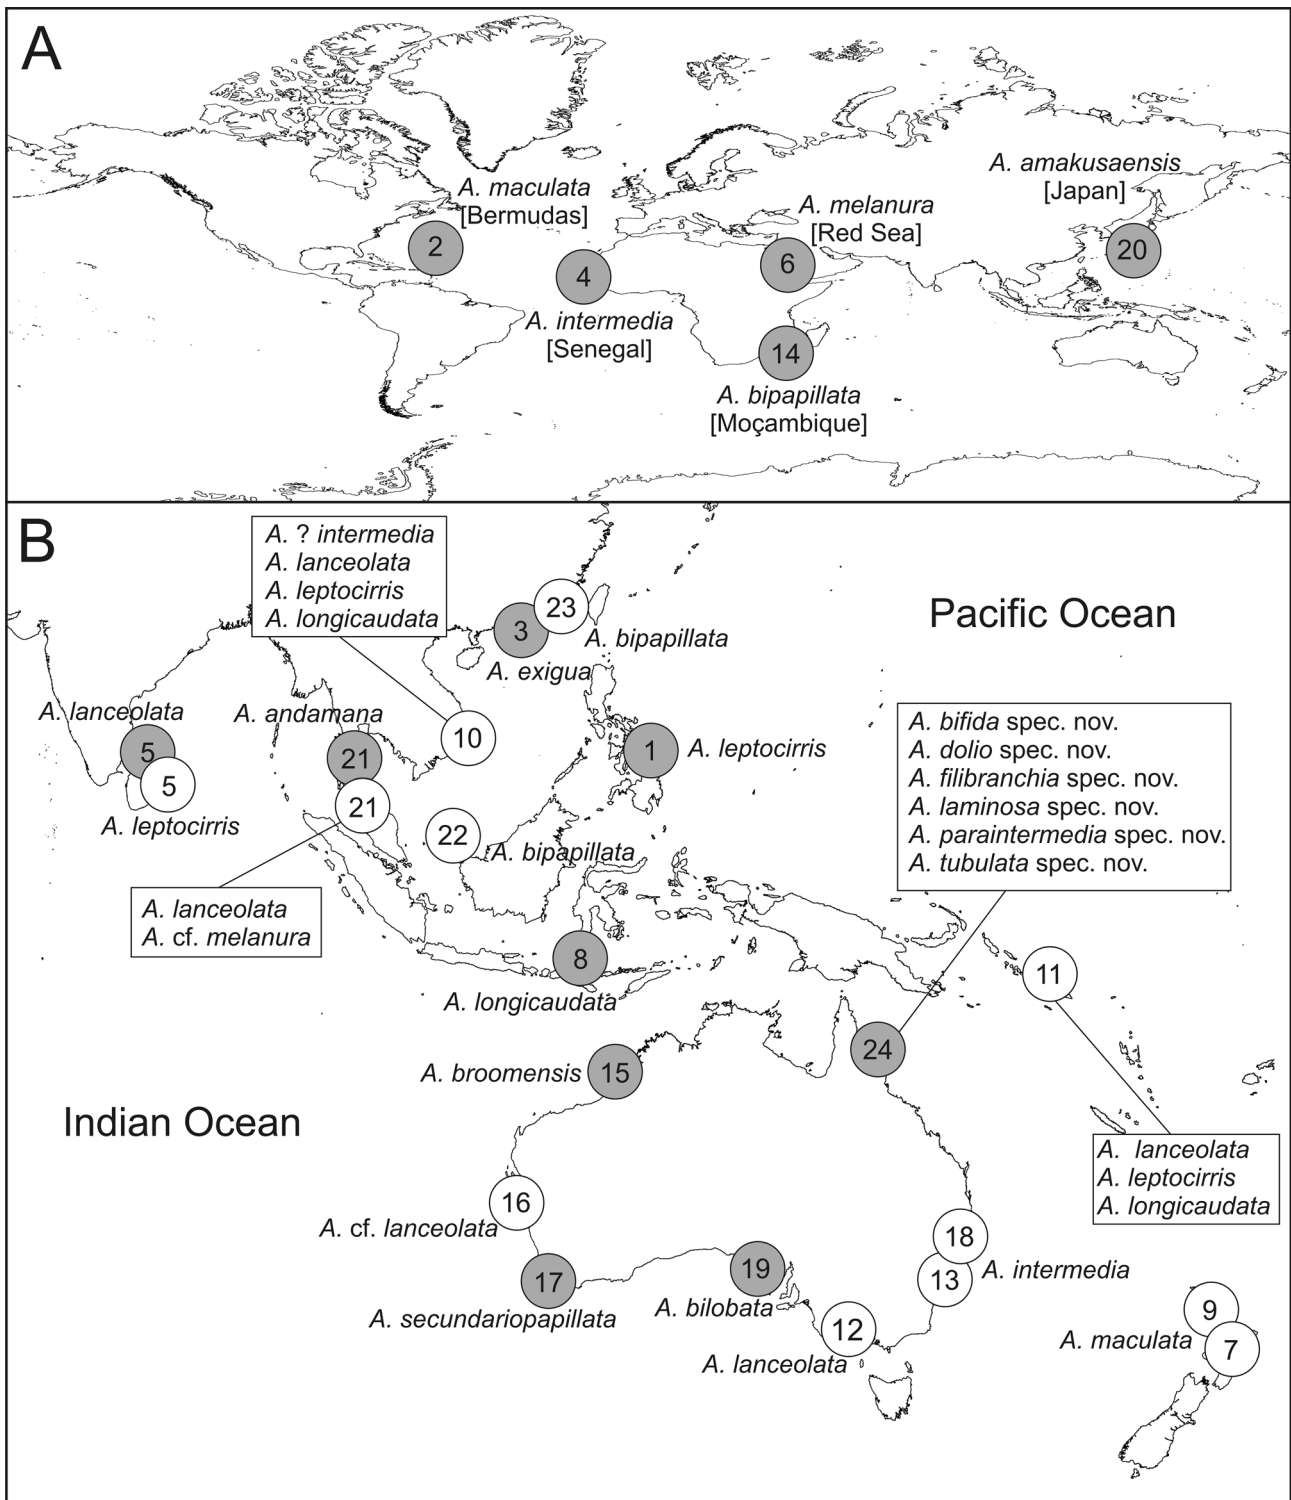 A
A. maculata
[Bermudas]
2
4
A. intermedia
[Senegal]
A. melanura
[Red Sea]
6
14
A. bipapillata
[Moçambique]
A. amakusaensis
[Japan]
20
B
A. ? intermedia
A. lanceolata
A. leptocirris
A. longicaudata
23
3
A. bipapillata
A. exigua
Pacific Ocean
A. lanceolata
5
5
A. leptocirris
A. andamana
21
21
10
1
A. leptocirris
22
A. bipapillata
A. lanceolata
A. cf. melanura
A. bifida spec. nov.
A. dolio spec. nov.
A. filibranchia spec. nov.
A. laminosa spec. nov.
A. paraintermedia spec. nov.
A. tubulata spec. nov.
8
A. longicaudata
11
24
A. broomensis
15
Indian Ocean
A. lanceolata
A. leptocirris
A. longicaudata
16
A. cf. lanceolata
17
A. secundariopapillata
19
A. bilobata
12
A. lanceolata
18
13
A. intermedia
9
7
A. maculata